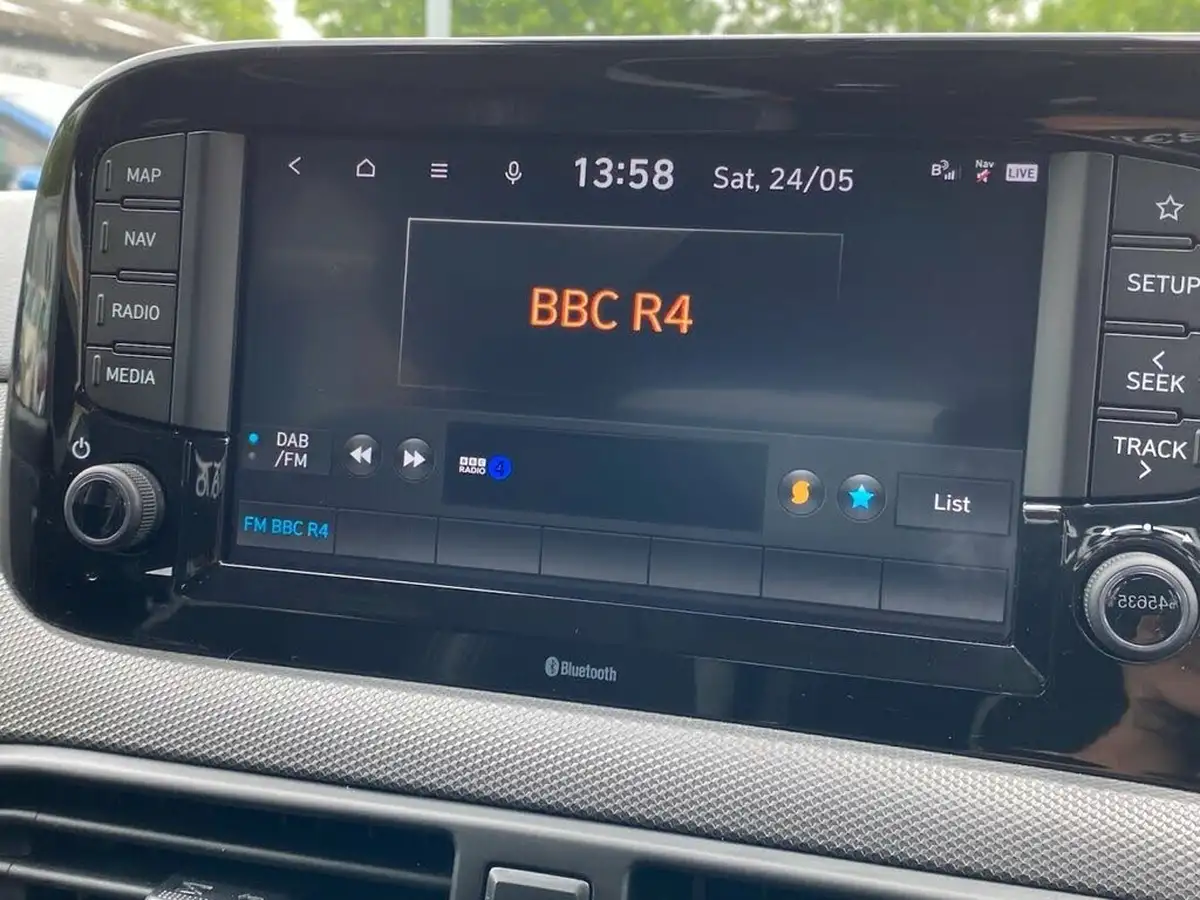 13:58 Sat, 24/05
B Nav LIVE
MAP
NAV
RADIO
MEDIA
BBC R4
DAB
/FM
BBC
RADIO 4
List
FM BBC R4
SETUP
SEEK
TRACK
Bluetooth